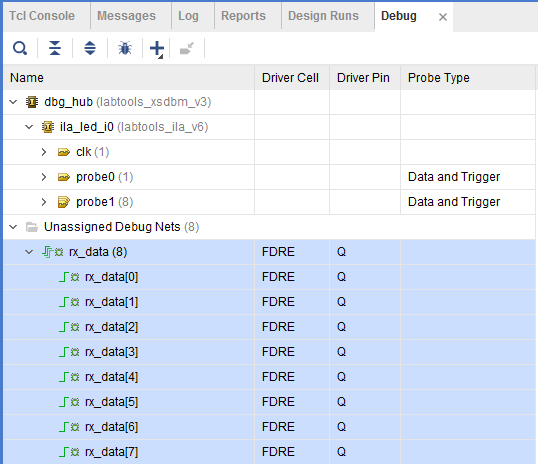 Tcl Console Messages Log Reports Design Runs Debug
Name Driver Cell Driver Pin Probe Type
dbg_hub (labtools_xsdbm_v3)
ila_led_i0 (labtools_ila_v6)
clk (1)
probe0 (1) Data and Trigger
probe1 (8) Data and Trigger
Unassigned Debug Nets (8)
rx_data (8) FDRE Q
rx_data[0] FDRE Q
rx_data[1] FDRE Q
rx_data[2] FDRE Q
rx_data[3] FDRE Q
rx_data[4] FDRE Q
rx_data[5] FDRE Q
rx_data[6] FDRE Q
rx_data[7] FDRE Q